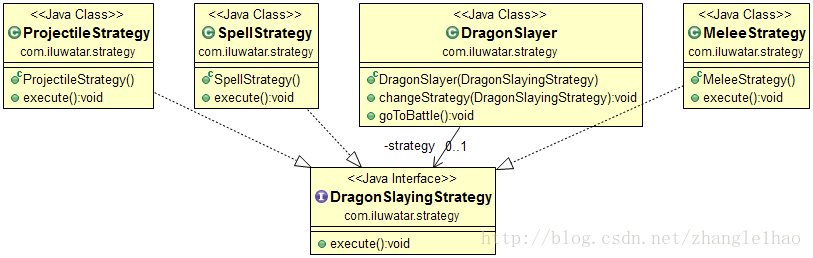 <<Java Class>>
ProjectileStrategy
com.iluwatar.strategy
ProjectileStrategy()
execute():void
<<Java Class>>
SpellStrategy
com.iluwatar.strategy
SpellStrategy()
execute():void
<<Java Class>>
DragonSlayer
com.iluwatar.strategy
DragonSlayer(DragonSlayingStrategy)
changeStrategy(DragonSlayingStrategy):void
goToBattle():void
<<Java Class>>
MeleeStrategy
com.iluwatar.strategy
MeleeStrategy()
execute():void
-strategy 0..1
<<Java Interface>>
DragonSlayingStrategy
com.iluwatar.strategy
execute():void
http://blog.csdn.net/zhanglelhao